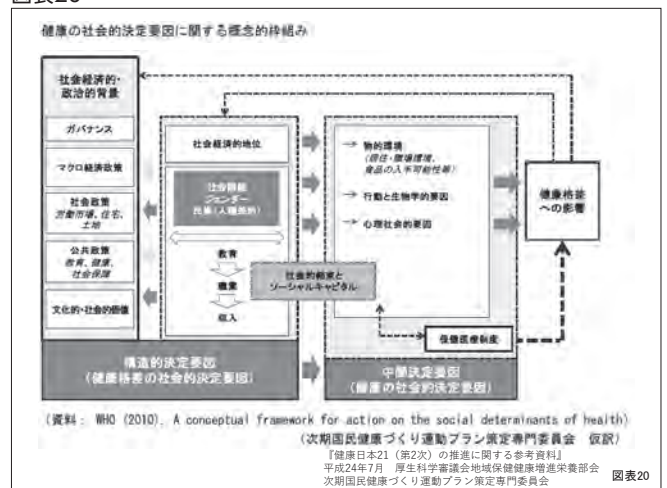 健康の社会的決定要因に関する概念的枠組み
社会経済的・
政治的背景
ガバナンス
マクロ経済政策
社会政策
労働市場、住宅、
土地
公共政策
教育、健康、
社会保障
文化的・社会的価値
社会経済的地位
社会階級
ジェンダー
民族(人種差別)
教育
職業
収入
構造的決定要因
(健康格差の社会的決定要因)
社会的結束と
ソーシャルキャピタル
→ 物的環境
(居住・職場環境、
食品の入手可能性等)
→ 行動と生物学的要因
→ 心理社会的要因
保健医療制度
中間決定要因
(健康の社会的決定要因)
健康格差
への影響
(資料: WHO (2010). A conceptual framework for action on the social determinants of health)
(次期国民健康づくり運動プラン策定専門委員会 仮訳)
『健康日本21(第2次)の推進に関する参考資料』
平成24年7月 厚生科学審議会地域保健健康増進栄養部会
次期国民健康づくり運動プラン策定専門委員会
図表20